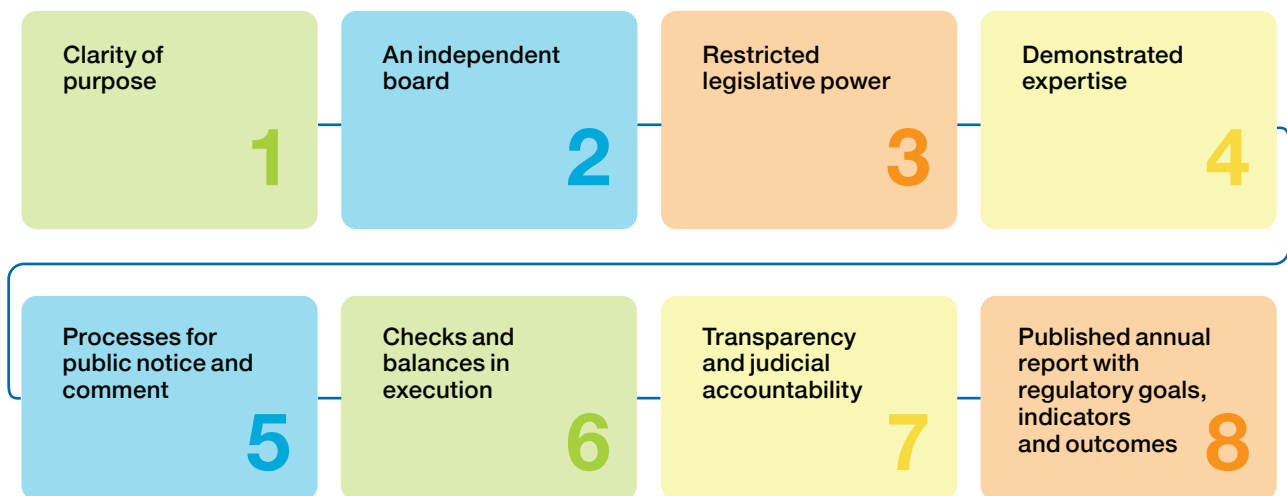 Clarity of
purpose
1
An independent
board
2
Restricted
legislative power
3
Demonstrated
expertise
4
Processes for
public notice and
comment
5
Checks and
balances in
execution
6
Transparency
and judicial
accountability
7
Published annual
report with
regulatory goals,
indicators
and outcomes
8